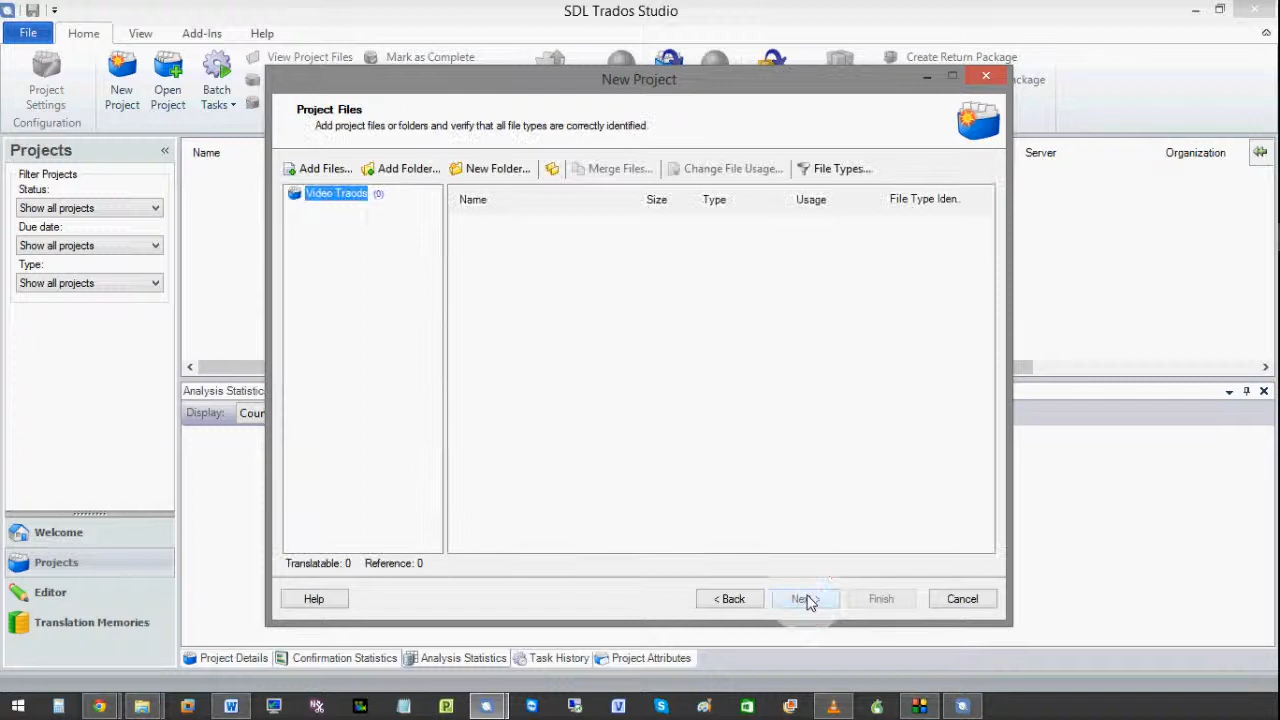 SDL Trados Studio
File
Home
View
Add-Ins
Help
Project Settings
Configuration
New Project
Open Project
Batch Tasks
View Project Files
Mark as Complete
Create Return Package
New Project
Project Files
Add project files or folders and verify that all file types are correctly identified.
Projects
«
Filter Projects
Status:
Show all projects
Due date:
Show all projects
Type:
Show all projects
Name
Server
Organization
Add Files...
Add Folder...
New Folder...
Merge Files...
Change File Usage...
File Types...
Video Traods (0)
Name
Size
Type
Usage
File Type Iden..
Analysis Statistic
Display:
Coun
Translatable: 0
Reference: 0
Help
< Back
Finish
Cancel
Welcome
Projects
Editor
Translation Memories
Project Details
Confirmation Statistics
Analysis Statistics
Task History
Project Attributes